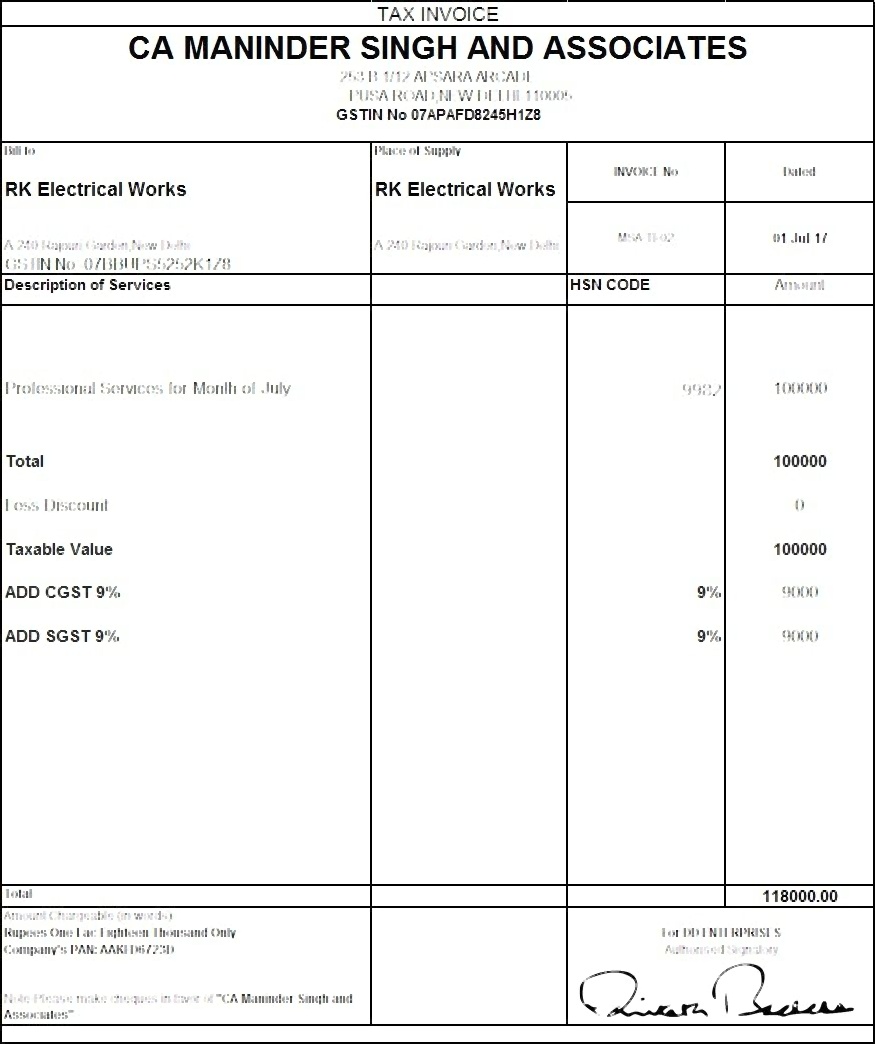 TAX INVOICE
CA MANINDER SINGH AND ASSOCIATES
253 B 1/12 APSARA ARCADE
PUSA ROAD,NEW DELHI 110005
GSTIN No 07APAFD8245H1Z8
Bill to
RK Electrical Works
A 240 Rajouri Garden,New Delhi
GSTIN No 07BBUPS5252K1Z8
Place of Supply
RK Electrical Works
A 240 Rajouri Garden,New Delhi
INVOICE No
Dated
01 Jul 17
Description of Services
HSN CODE
Amount
Professional Services for Month of July
9982
100000
Total
100000
Less Discount
0
Taxable Value
100000
ADD CGST 9%
9%
9000
ADD SGST 9%
9%
9000
Total
118000.00
Amount Chargeable (in words)
Rupees One Lac Eighteen Thousand Only
Company's PAN:
For DD ENTERPRISES
Authorised Signatory
Note Please make cheques in favor of "CA Maninder Singh and
Associates"